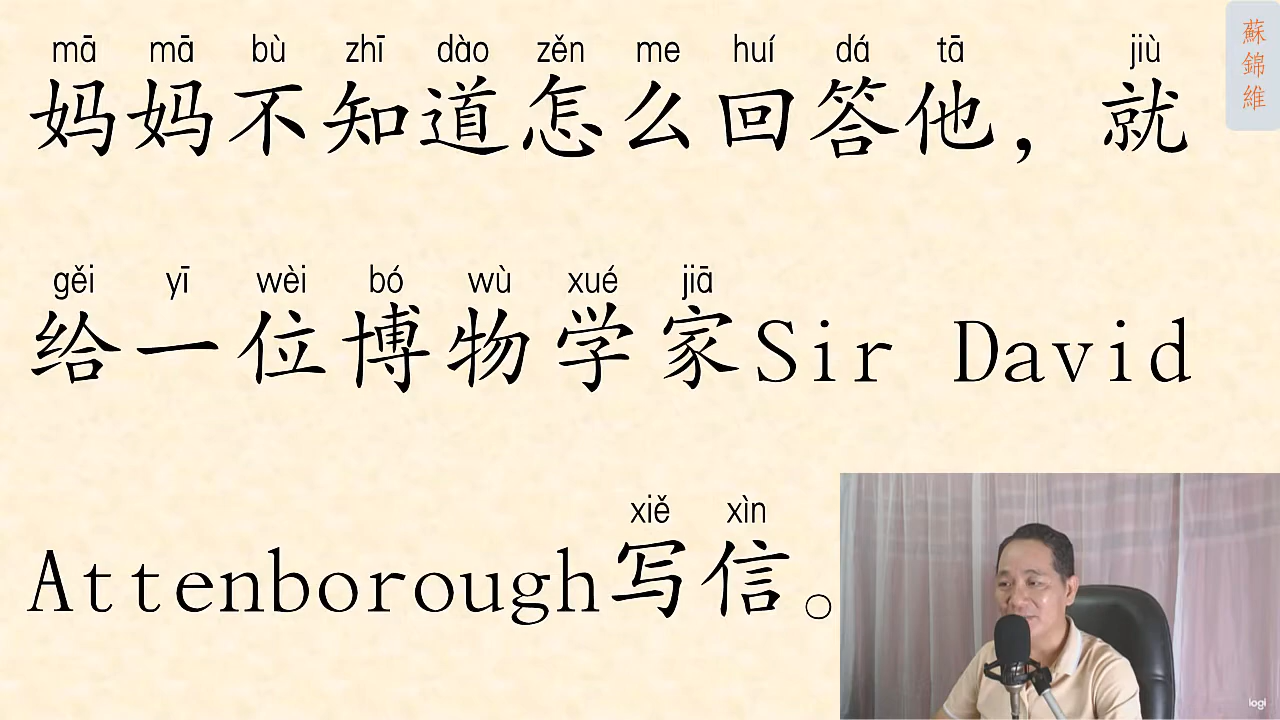 mā mā bù zhī dào zěn me huí dá tā jiù
妈妈不知道怎么回答他，就
gěi yī wèi bó wù xué jiā
给一位博物学家Sir David
xiě xìn
Attenborough写信。
蘇錦維
logi